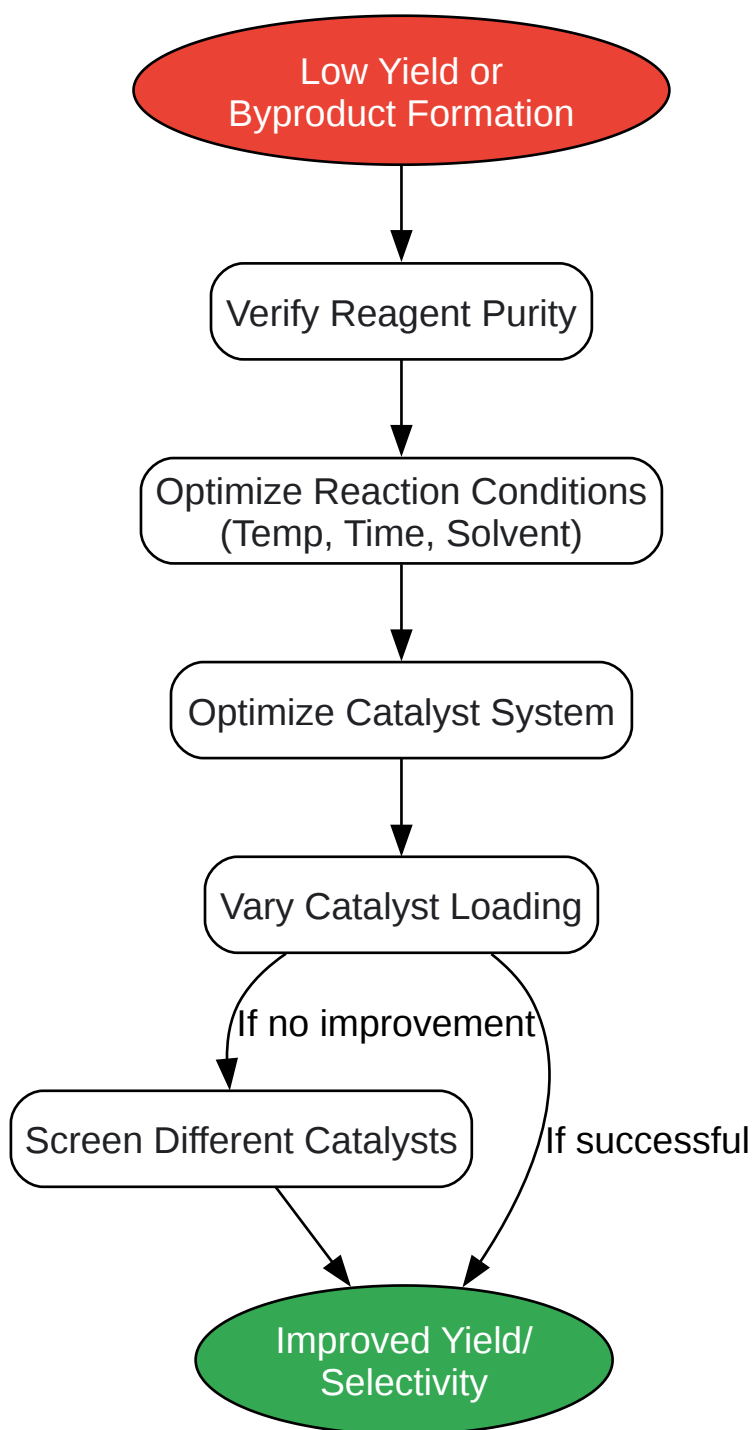 Low Yield or
Byproduct Formation
Verify Reagent Purity
Optimize Reaction Conditions
(Temp, Time, Solvent)
Optimize Catalyst System
Vary Catalyst Loading
If no improvement
Screen Different Catalysts
If successful
Improved Yield/
Selectivity